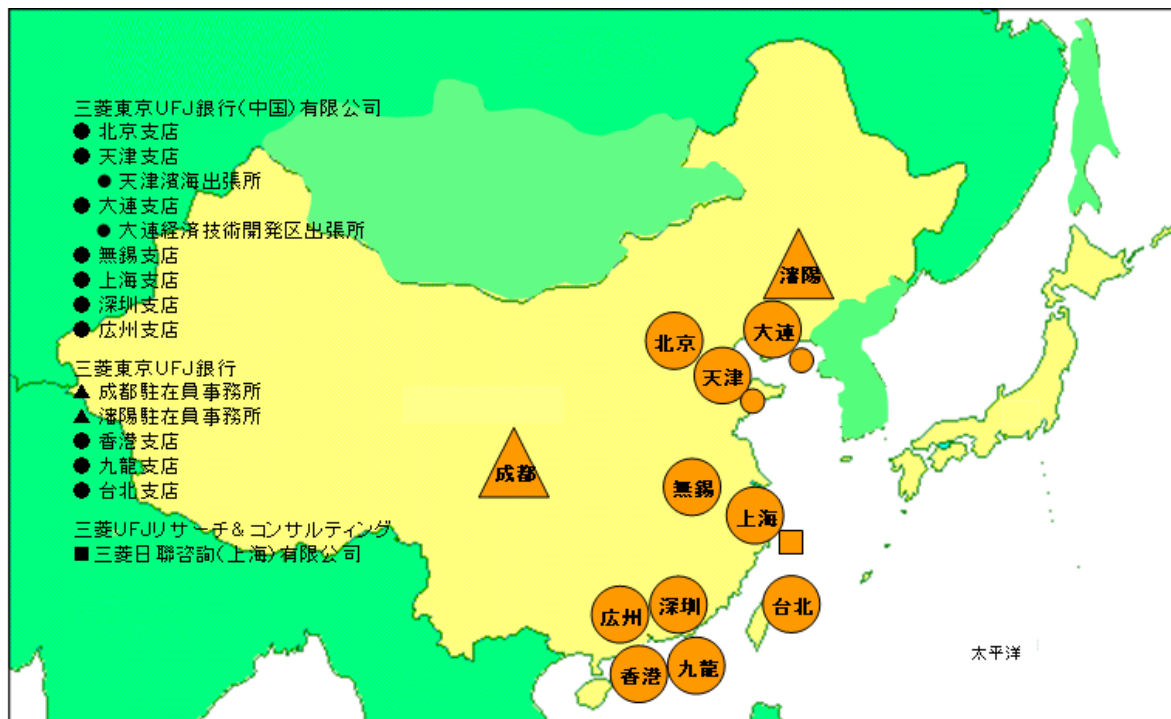 三菱東京UFJ銀行(中国)有限公司
● 北京支店
● 天津支店
● 天津濱海出張所
● 大連支店
● 大連経済技術開発区出張所
● 無錫支店
● 上海支店
● 深圳支店
● 広州支店
三菱東京UFJ銀行
▲ 成都駐在員事務所
▲ 瀋陽駐在員事務所
● 香港支店
● 九龍支店
● 台北支店
三菱UFJリサーチ&コンサルティング
■ 三菱日聯咨詢(上海)有限公司
瀋陽
大連
北京
天津
成都
無錫
上海
広州
深圳
台北
香港
九龍
太平洋